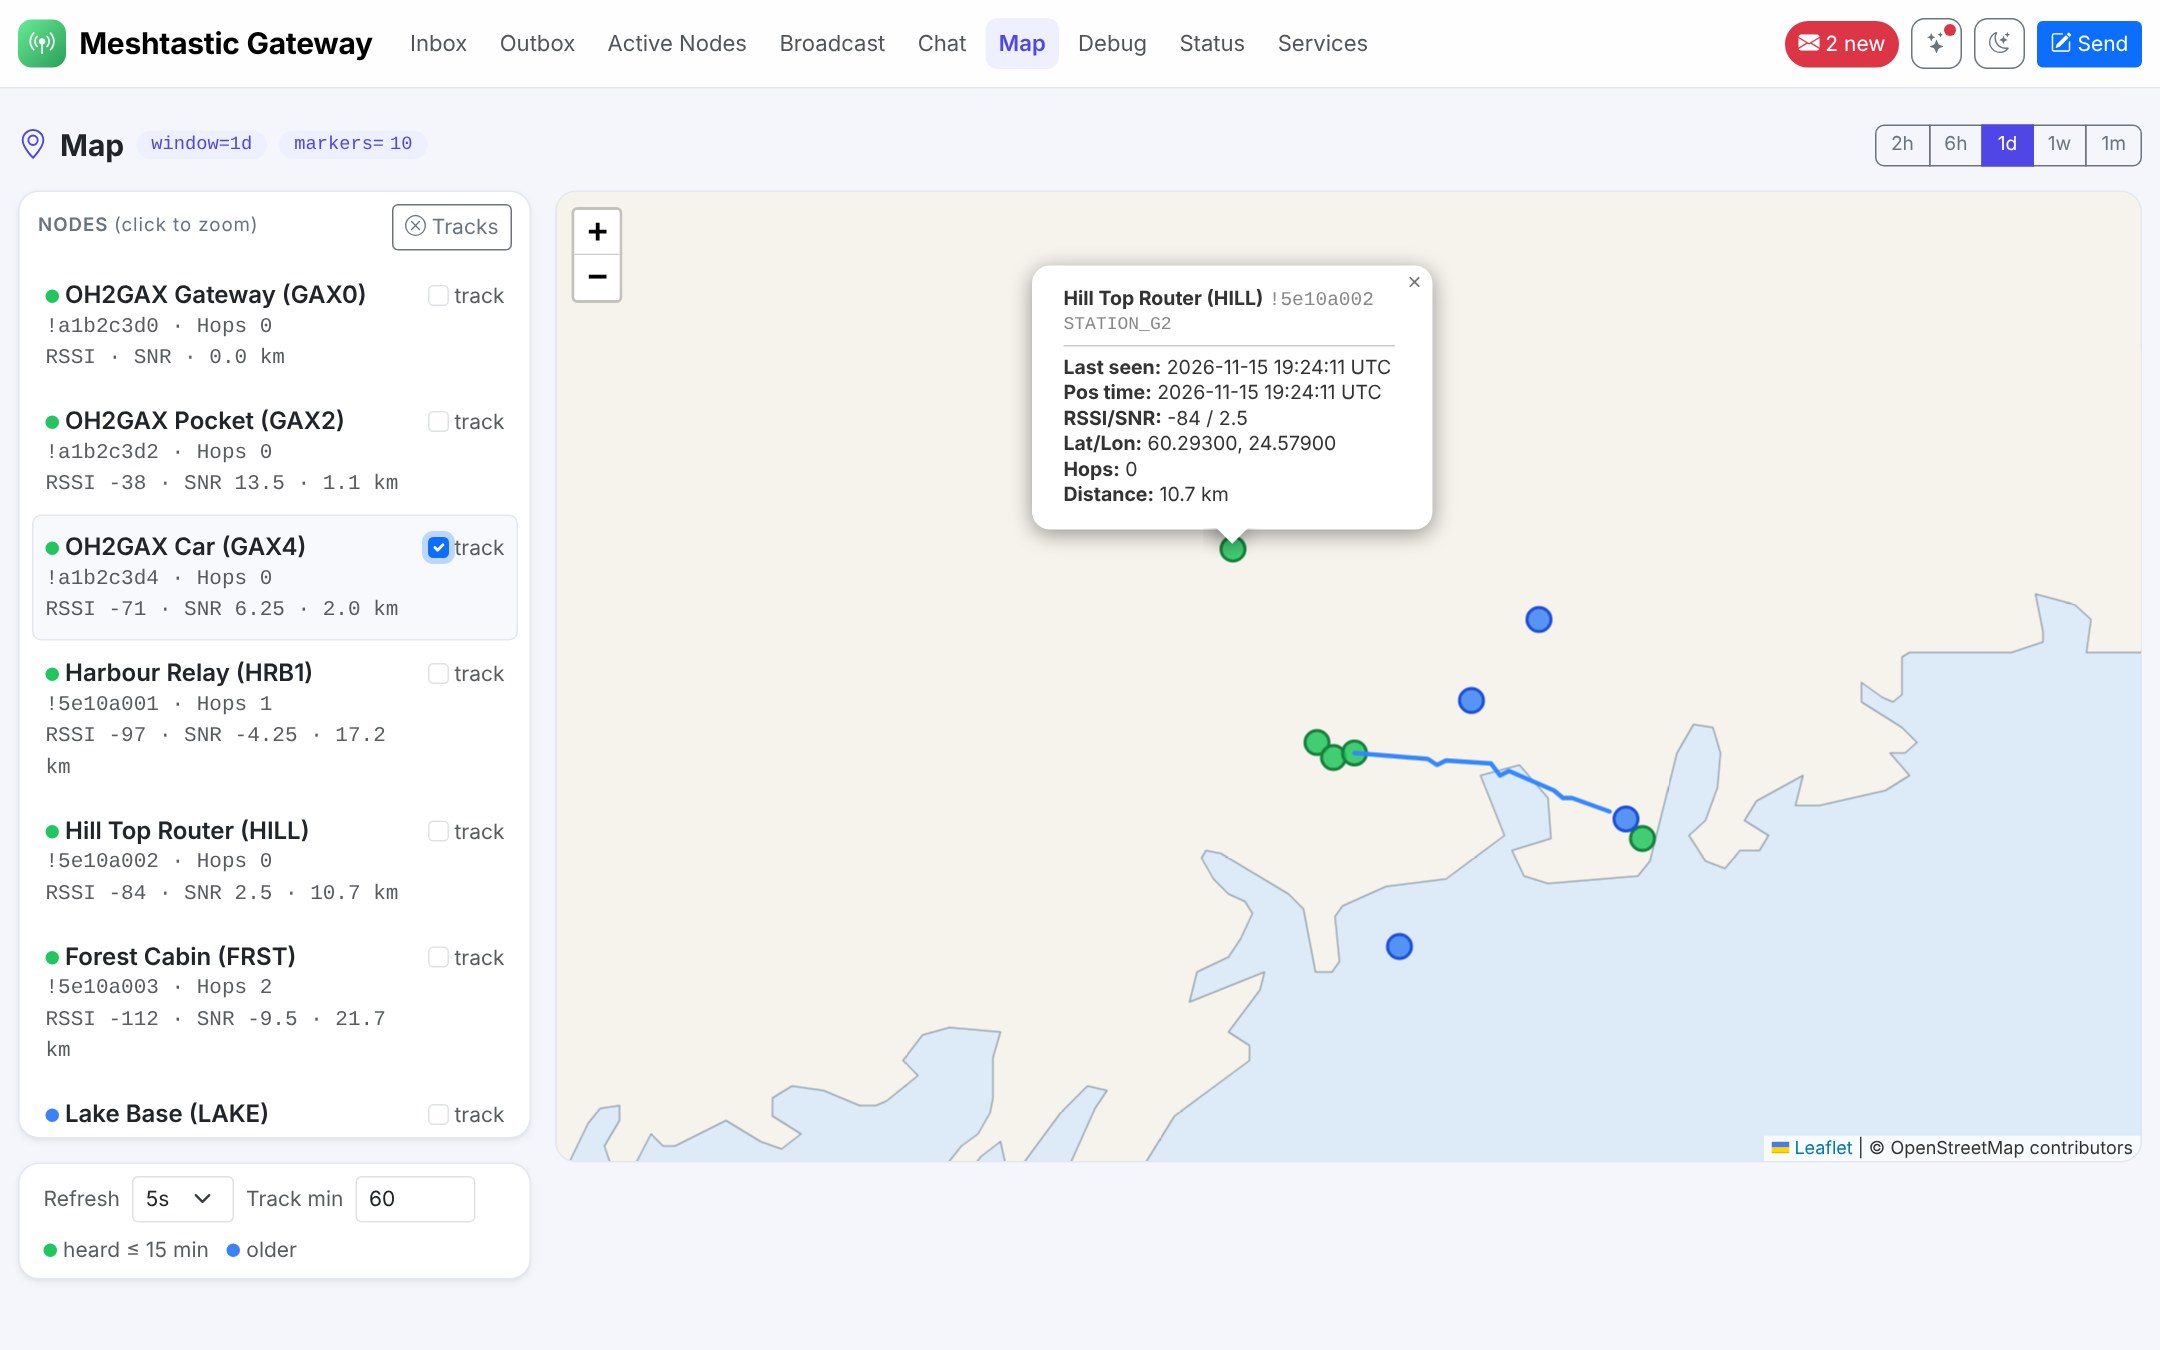 Meshtastic Gateway Inbox Outbox Active Nodes Broadcast Chat Map Debug Status Services 2 new Send
Map window=1d markers= 10 2h 6h 1d 1w 1m
NODES (click to zoom) Tracks
OH2GAX Gateway (GAX0) track
!a1b2c3d0 · Hops 0
RSSI · SNR · 0.0 km
OH2GAX Pocket (GAX2) track
!a1b2c3d2 · Hops 0
RSSI -38 · SNR 13.5 · 1.1 km
OH2GAX Car (GAX4) track
!a1b2c3d4 · Hops 0
RSSI -71 · SNR 6.25 · 2.0 km
Harbour Relay (HRB1) track
!5e10a001 · Hops 1
RSSI -97 · SNR -4.25 · 17.2
km
Hill Top Router (HILL) track
!5e10a002 · Hops 0
RSSI -84 · SNR 2.5 · 10.7 km
Forest Cabin (FRST) track
!5e10a003 · Hops 2
RSSI -112 · SNR -9.5 · 21.7
km
Lake Base (LAKE) track
Refresh 5s Track min 60
heard ≤ 15 min older
+
−
×
Hill Top Router (HILL) !5e10a002
STATION_G2
Last seen: 2026-11-15 19:24:11 UTC
Pos time: 2026-11-15 19:24:11 UTC
RSSI/SNR: -84 / 2.5
Lat/Lon: 60.29300, 24.57900
Hops: 0
Distance: 10.7 km
Leaflet | © OpenStreetMap contributors